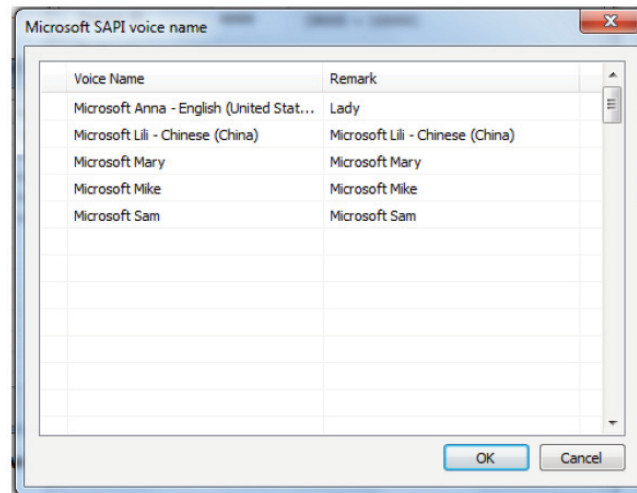 Microsoft SAPI voice name
Voice Name Remark
Microsoft Anna - English (United Stat... Lady
Microsoft Lili - Chinese (China) Microsoft Lili - Chinese (China)
Microsoft Mary Microsoft Mary
Microsoft Mike Microsoft Mike
Microsoft Sam Microsoft Sam
OK Cancel